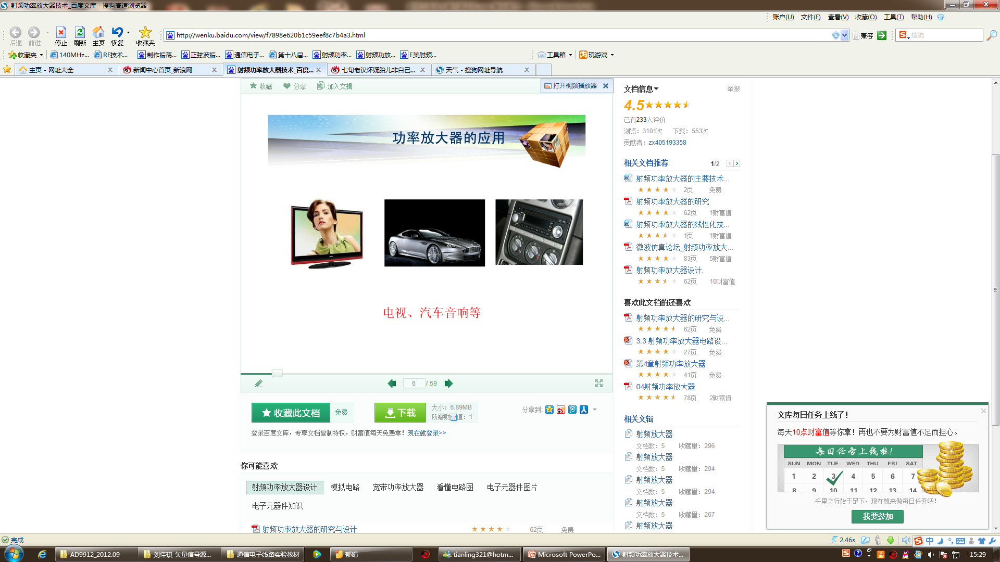 射频功率放大器技术_百度文库 - 搜狗高速浏览器
账户(U) 文件(F) 查看(V) 收藏(O) 工具(T) 帮助(H)
后退 前进 停止 刷新 主页 恢复 收藏夹
http://wenku.baidu.com/view/f7898e620b1c59eef8c7b4a3.html
兼容
搜狗
收藏夹 140MHz... RF技术... 制作振荡... 正弦波振... 通信电子... 第十八届... 射频功率... 射频功放... E类射频...
工具箱 玩游戏
主页 - 网址大全
新闻中心首页_新浪网
射频功率放大器技术_百度...
七旬老汉怀疑胎儿非自己...
天气 - 搜狗网址导航
收藏 分享 加入文辑
打开视频播放器
功率放大器的应用
电视、汽车音响等
6 / 59
收藏此文档 免费
下载
大小：6.89MB
所需财富值：1
分享到:
登录百度文库，专享文档复制特权，财富值每天免费拿！现在就登录>>
你可能喜欢
射频功率放大器设计 模拟电路 宽带功率放大器 看懂电路图 电子元器件图片
电子元器件知识
射频功率放大器的研究与设计 62页 免费
文档信息 举报
4.5
已有233人评价
浏览：3101次 下载：553次
贡献者：zx405193358
相关文档推荐 1/2
射频功率放大器的主要技术...
2页 免费
射频功率放大器的研究
62页 1财富值
射频功率放大器的线性化技...
1页 1财富值
微波仿真论坛_射频功率放大...
83页 5财富值
射频功率放大器设计.
62页 10财富值
喜欢此文档的还喜欢
射频功率放大器的研究与设...
62页 免费
3.3 射频功率放大器电路设...
27页 免费
第4章射频功率放大器
41页 免费
04射频功率放大器
78页 2财富值
相关文辑
射频放大器
文档数：5 收藏量：296
射频放大器
文档数：5 收藏量：294
射频放大器
文档数：5 收藏量：294
射频放大器
文档数：5 收藏量：267
射频放大器
文库每日任务上线了！
每天10点财富值等你拿！再也不要为财富值不足而担心。
每日任务上线啦！
SUN MON TUE WED THU FRI SAT
1 2 3 4 5 6 7
8 9 10 11 12 13 14
千里之行始于足下，现在就来做每日任务吧！
我要参加
完成
2.46s
中
AD9912_2012.09
刘佳琪-矢量信号源...
通信电子线路实验教材
郁娟
tianling321@hotm...
Microsoft PowerPo...
射频功率放大器技术...
15:29